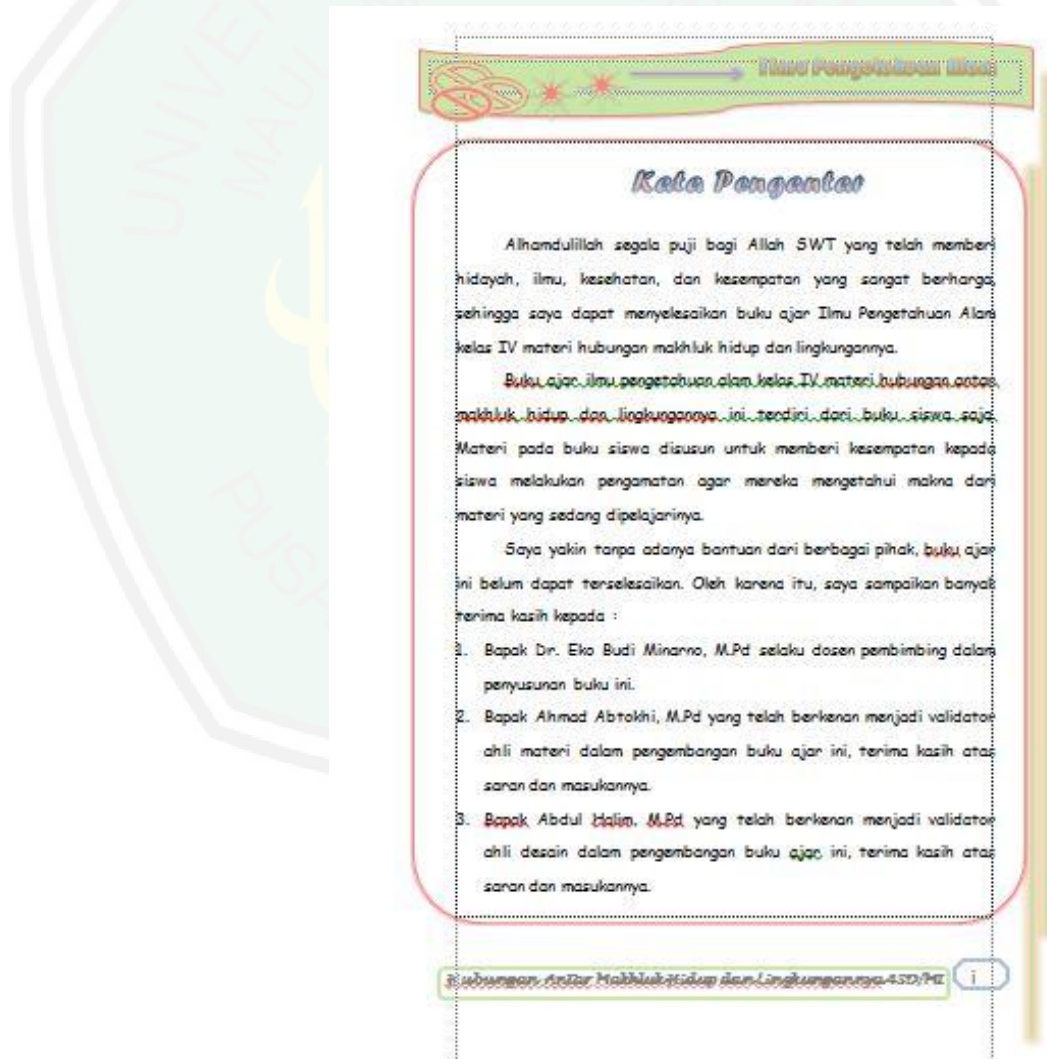 UNIVE
MAUL
PUSA
Ilmu Pengetahuan Alam
Kata Pengantar
Alhamdulillah segala puji bagi Allah SWT yang telah memberi
hidayah, ilmu, kesehatan, dan kesempatan yang sangat berharga,
sehingga saya dapat menyelesaikan buku ajar Ilmu Pengetahuan Alam
kelas IV materi hubungan makhluk hidup dan lingkungannya.
Buku ajar ilmu pengetahuan alam kelas IV materi hubungan antar
makhluk hidup dan lingkungannya ini terdiri dari buku siswa saja.
Materi pada buku siswa disusun untuk memberi kesempatan kepada
siswa melakukan pengamatan agar mereka mengetahui makna dari
materi yang sedang dipelajarinya.
Saya yakin tanpa adanya bantuan dari berbagai pihak, buku ajar
ini belum dapat terselesaikan. Oleh karena itu, saya sampaikan banyak
terima kasih kepada :
1. Bapak Dr. Eko Budi Minarno, M.Pd selaku dosen pembimbing dalam
penyusunan buku ini.
2. Bapak Ahmad Abtokhi, M.Pd yang telah berkenan menjadi validator
ahli materi dalam pengembangan buku ajar ini, terima kasih atas
saran dan masukannya.
3. Bapak Abdul Halim, M.Pd yang telah berkenan menjadi validator
ahli desain dalam pengembangan buku ajar ini, terima kasih atas
saran dan masukannya.
Hubungan AnTar Makhluk Hidup dan Lingkungannya 4SD/MI
i